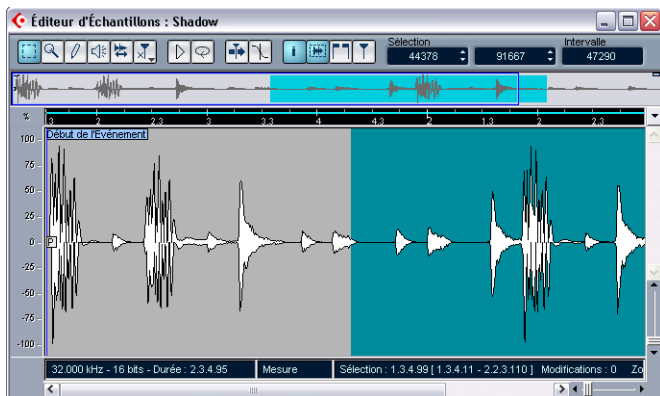 Éditeur d'Échantillons : Shadow
Sélection
Intervalle
44378
91667
47290
% 3 2 2.3 3 3.3 4 4.3 2 1.3 2 2.3
Début de l'Evénement
100
75
50
25
P
0
-25
-50
-75
-100
32.000 kHz - 16 bits - Durée : 2.3.4.95
Mesure
Sélection : 1.3.4.99 [ 1.3.4.11 - 2.2.3.110 ]
Modifications : 0
Zo